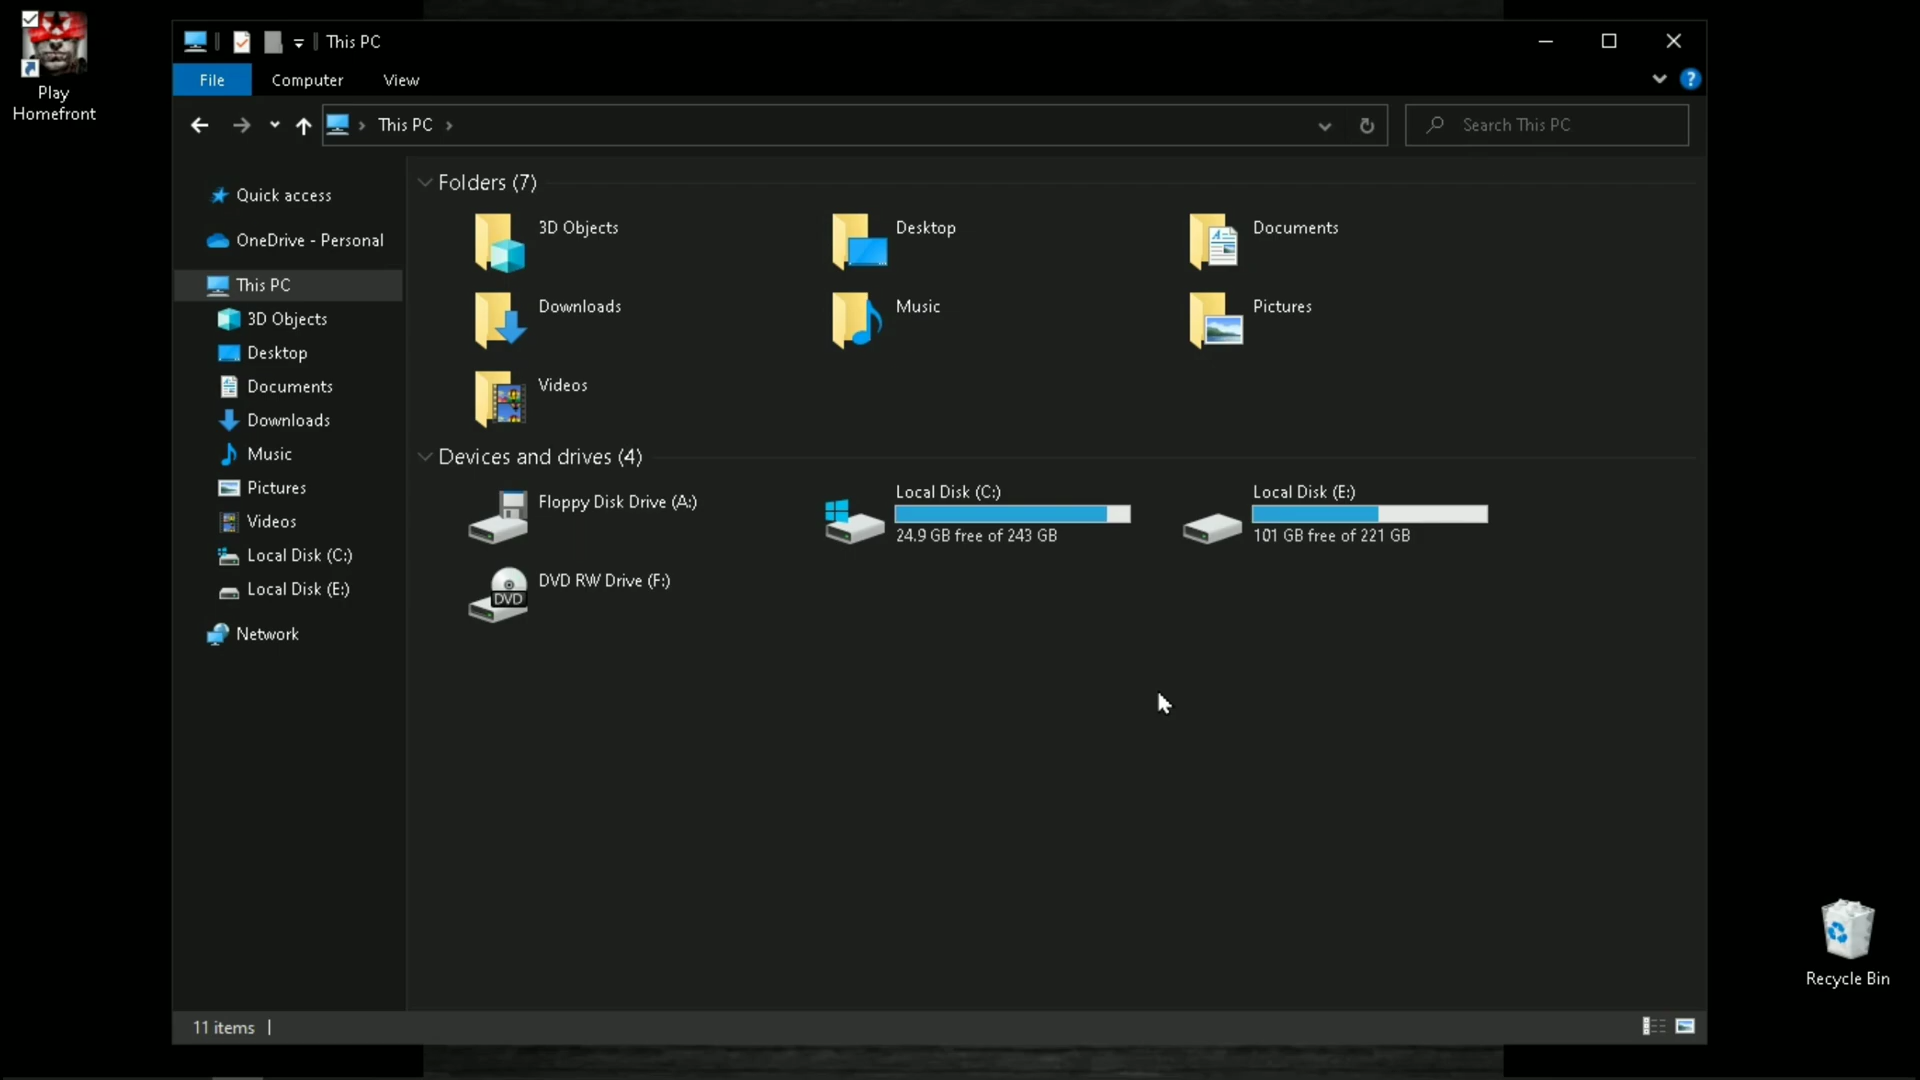 Play
Homefront
This PC
File
Computer
View
This PC
Search This PC
Quick access
OneDrive - Personal
This PC
3D Objects
Desktop
Documents
Downloads
Music
Pictures
Videos
Local Disk (C:)
Local Disk (E:)
Network
Folders (7)
3D Objects
Desktop
Documents
Downloads
Music
Pictures
Videos
Devices and drives (4)
Floppy Disk Drive (A:)
Local Disk (C:)
24.9 GB free of 243 GB
Local Disk (E:)
101 GB free of 221 GB
DVD
DVD RW Drive (F:)
11 items
Recycle Bin